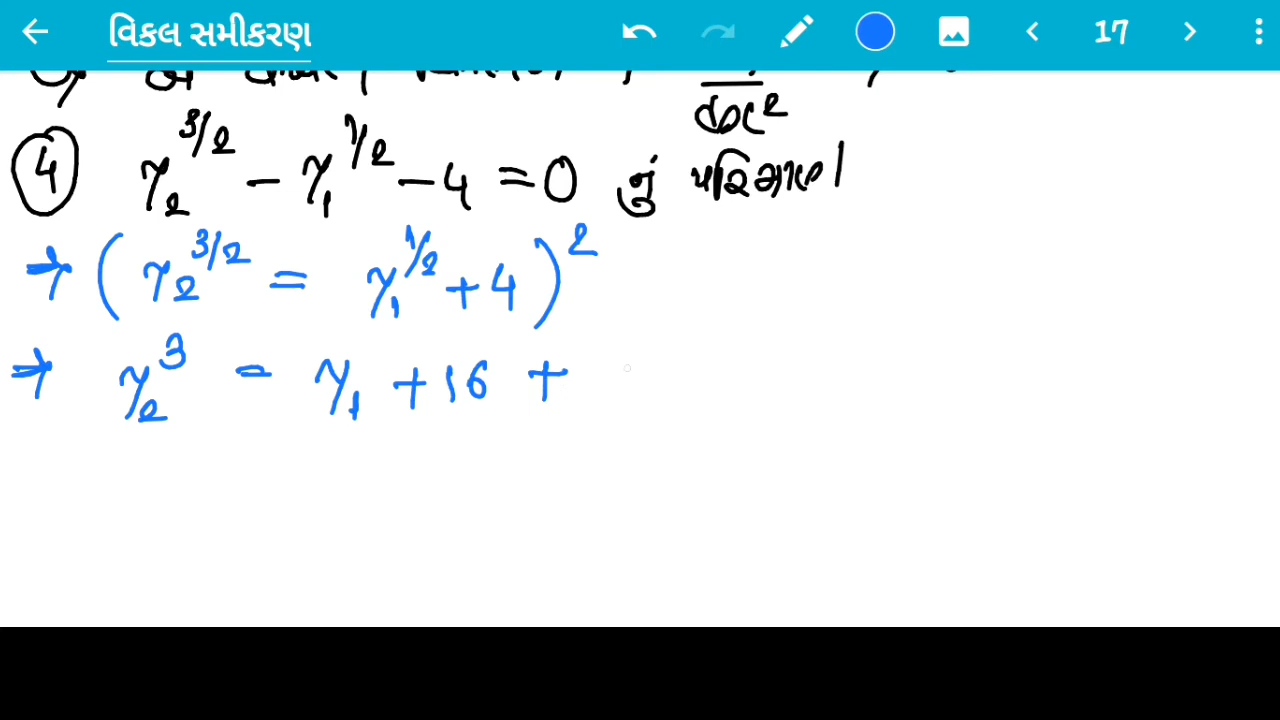 વિકલ સમીકરણ 17
dx²
④ y₂^3/2 - y₁^1/2 - 4 = 0 નું પરિમાણ
→ ( y₂^3/2 = y₁^1/2 + 4 )²
→ y₂³ = y₁ + 16 +